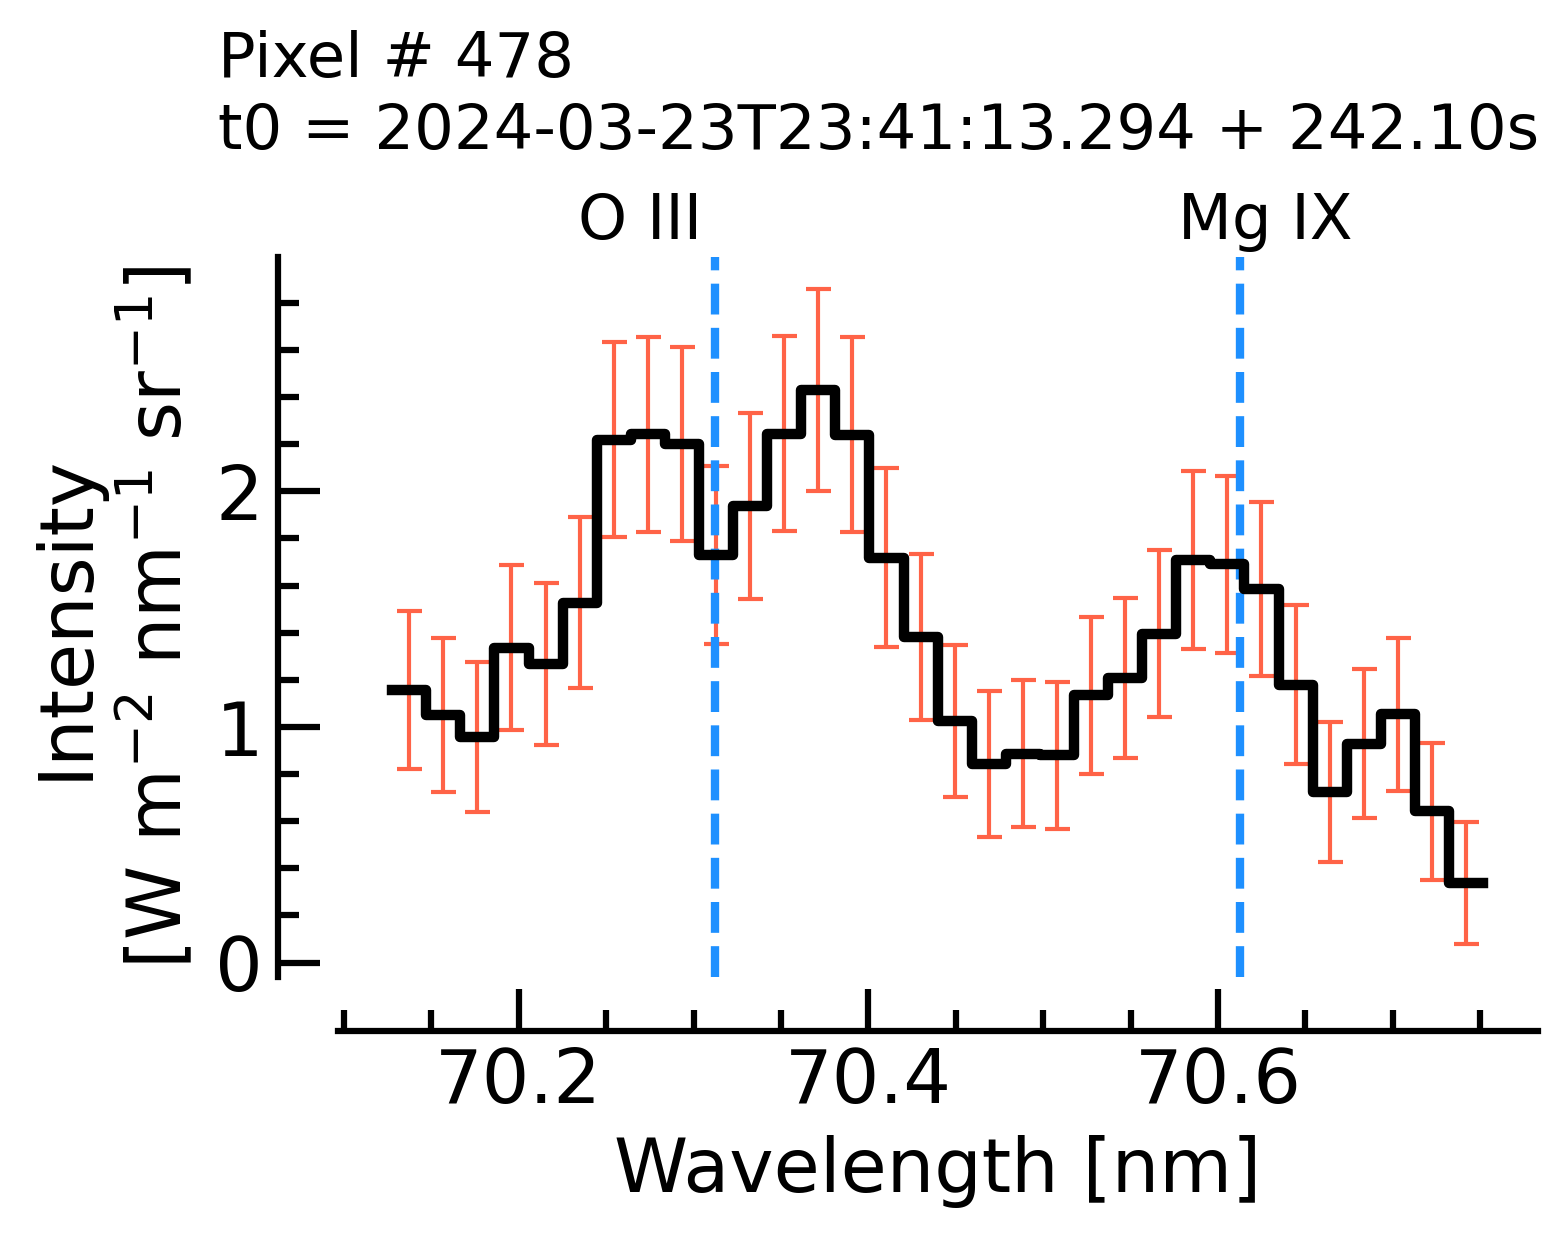 Pixel # 478
t0 = 2024-03-23T23:41:13.294 + 242.10s
O III
Mg IX
Intensity
[W m⁻² nm⁻¹ sr⁻¹]
2
1
0
70.2
70.4
70.6
Wavelength [nm]